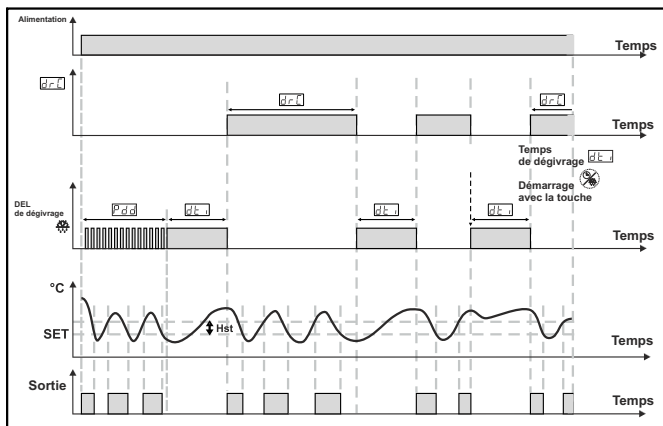 Alimentation
Temps
drC
drC
drC
Temps
Temps
de dégivrage dti
Démarrage
avec la touche
DEL
de dégivrage
Pdd
dti
dti
dti
Temps
°C
SET
Hst
Temps
Sortie
Temps